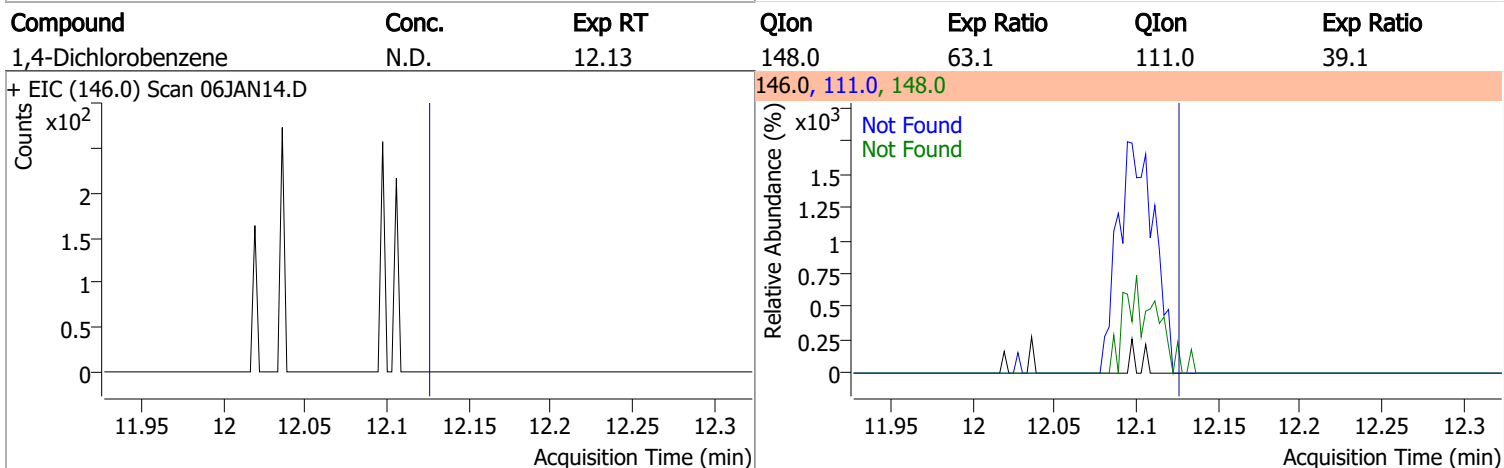 Compound Conc. Exp RT QIon Exp Ratio QIon Exp Ratio
1,4-Dichlorobenzene N.D. 12.13 148.0 63.1 111.0 39.1
+ EIC (146.0) Scan 06JAN14.D
Counts
x10²
2
1.5
1
0.5
0
11.95 12 12.05 12.1 12.15 12.2 12.25 12.3
Acquisition Time (min)
146.0, 111.0, 148.0
Relative Abundance (%)
x10³
Not Found
Not Found
1.5
1.25
1
0.75
0.5
0.25
0
11.95 12 12.05 12.1 12.15 12.2 12.25 12.3
Acquisition Time (min)